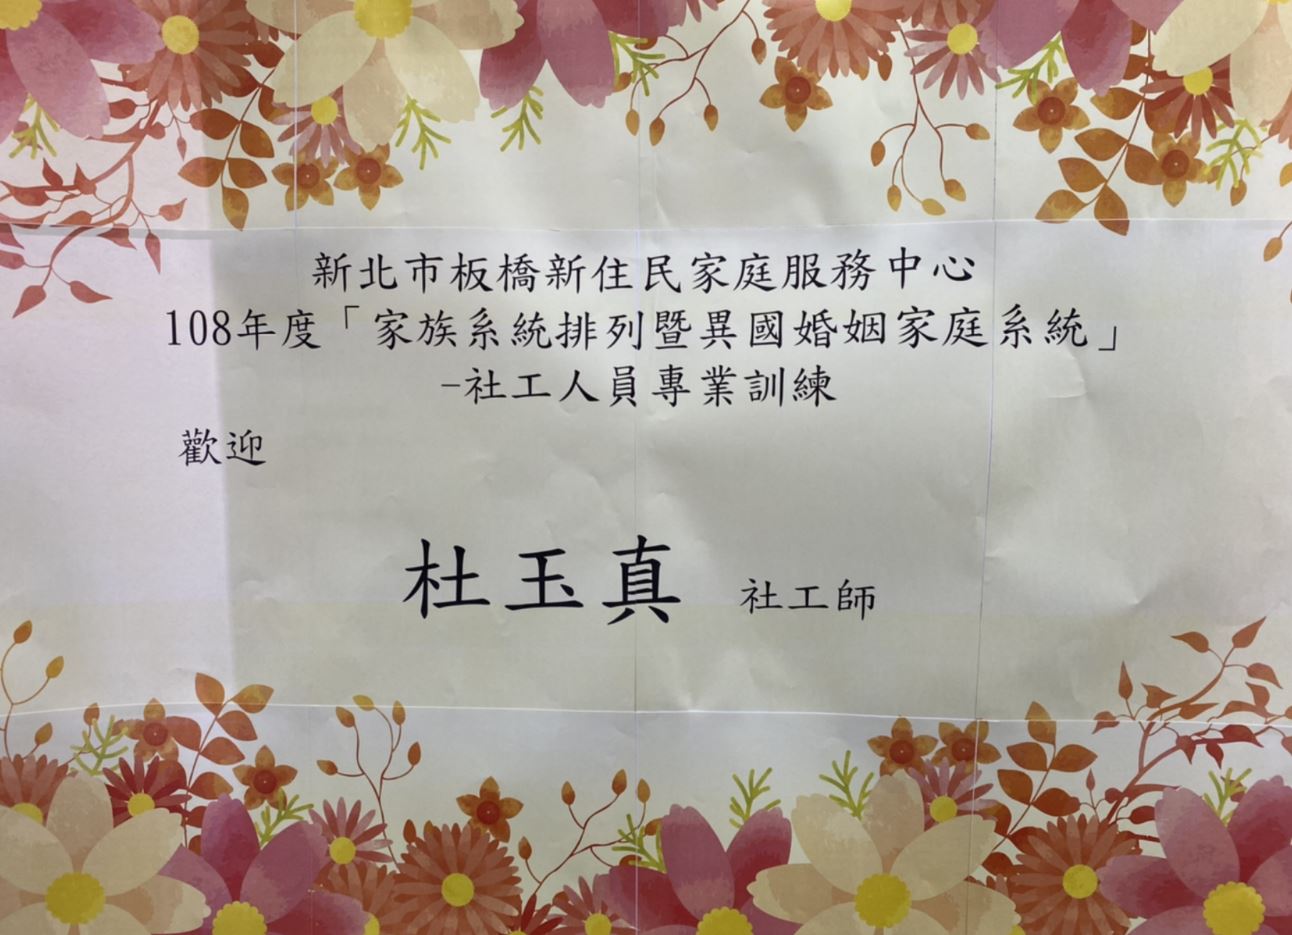 新北市板橋新住民家庭服務中心
108年度「家族系統排列暨異國婚姻家庭系統」
-社工人員專業訓練
歡迎
杜玉真 社工師